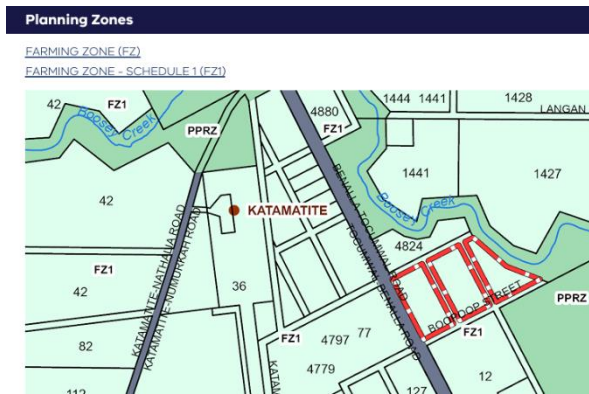 Planning Zones
FARMING ZONE (FZ)
FARMING ZONE - SCHEDULE 1 (FZ1)
42
FZ1
Boosey Creek
PPRZ
4880
FZ1
1444
1441
1428
LANGAN
1441
1427
42
KATAMATITE
BENALLA-TOCUMWAL ROAD
TOCUMWAL-BENALLA ROAD
Boosey Creek
4824
FZ1
42
36
KATAMATITE-NATHALIA ROAD
KATAMATITE-NUMURKAH ROAD
BOOPOOP STREET
PPRZ
FZ1
82
FZ1
4797
77
4779
12
127
112